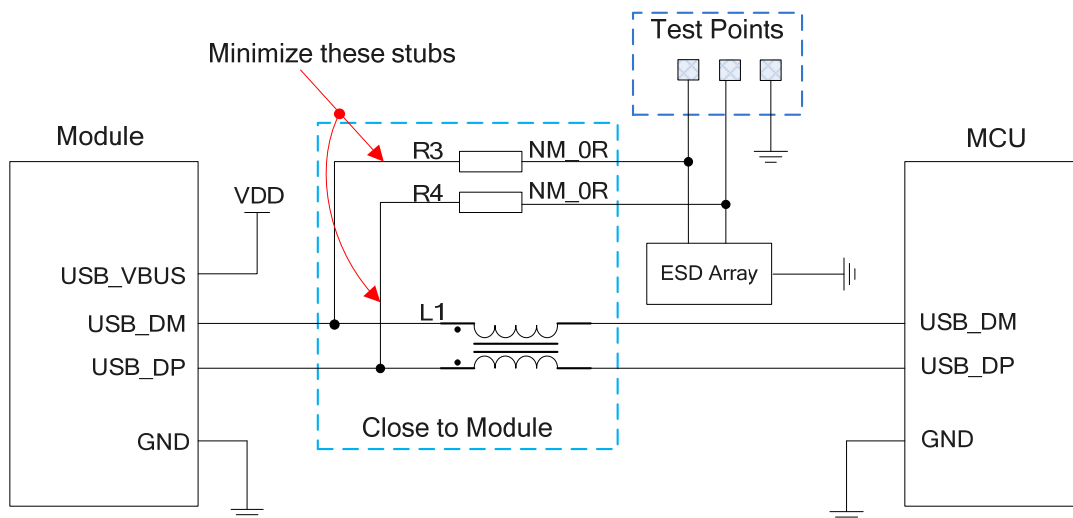 Test Points
Minimize these stubs
Module
MCU
R3
NM_0R
R4
NM_0R
VDD
ESD Array
USB_VBUS
L1
USB_DM
USB_DM
USB_DP
USB_DP
Close to Module
GND
GND